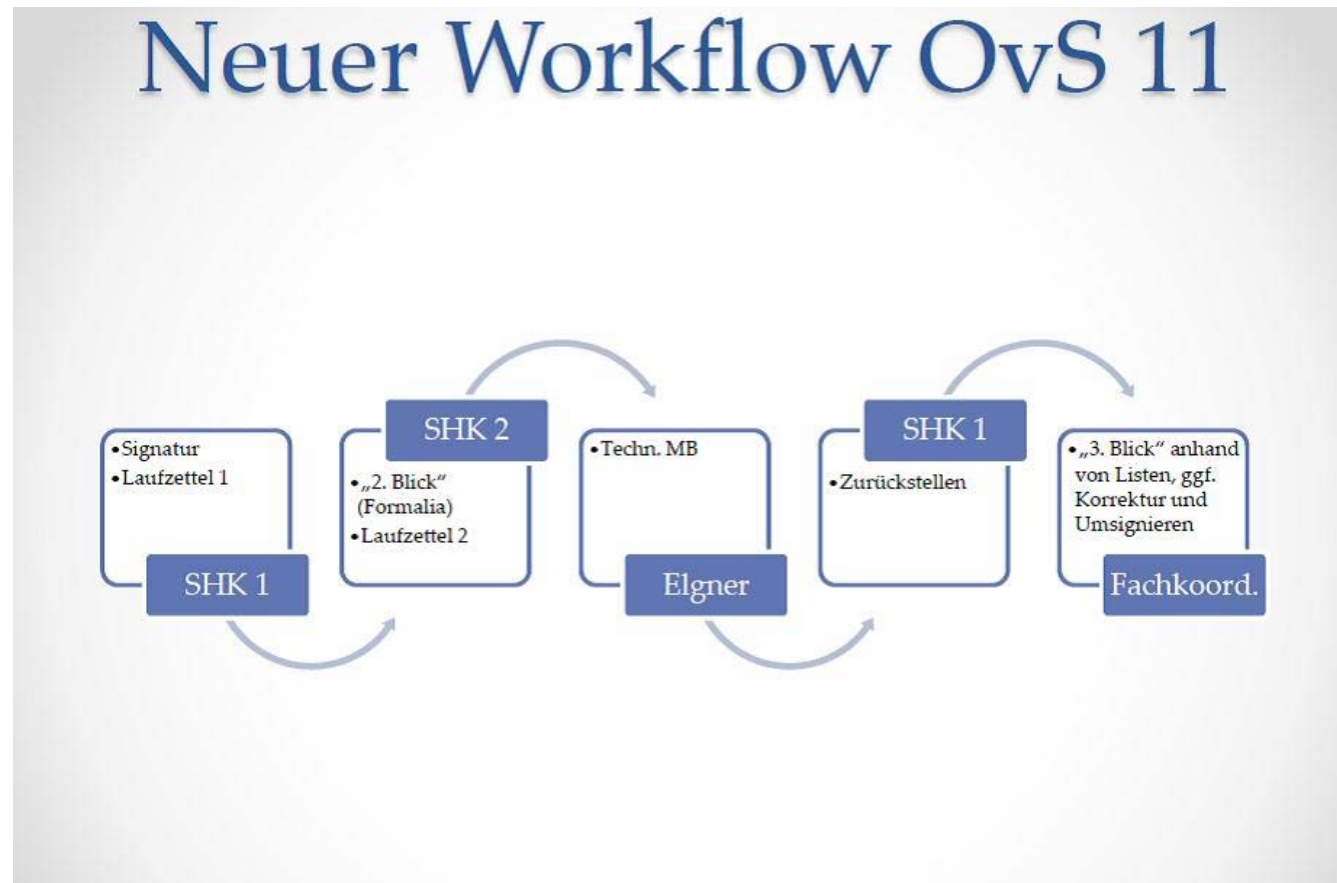 Neuer Workflow OvS 11
•Signatur
•Laufzettel 1
SHK 1
SHK 2
•„2. Blick“
(Formalia)
•Laufzettel 2
•Techn. MB
Elgner
SHK 1
•Zurückstellen
•„3. Blick“ anhand
von Listen, ggf.
Korrektur und
Umsignieren
Fachkoord.